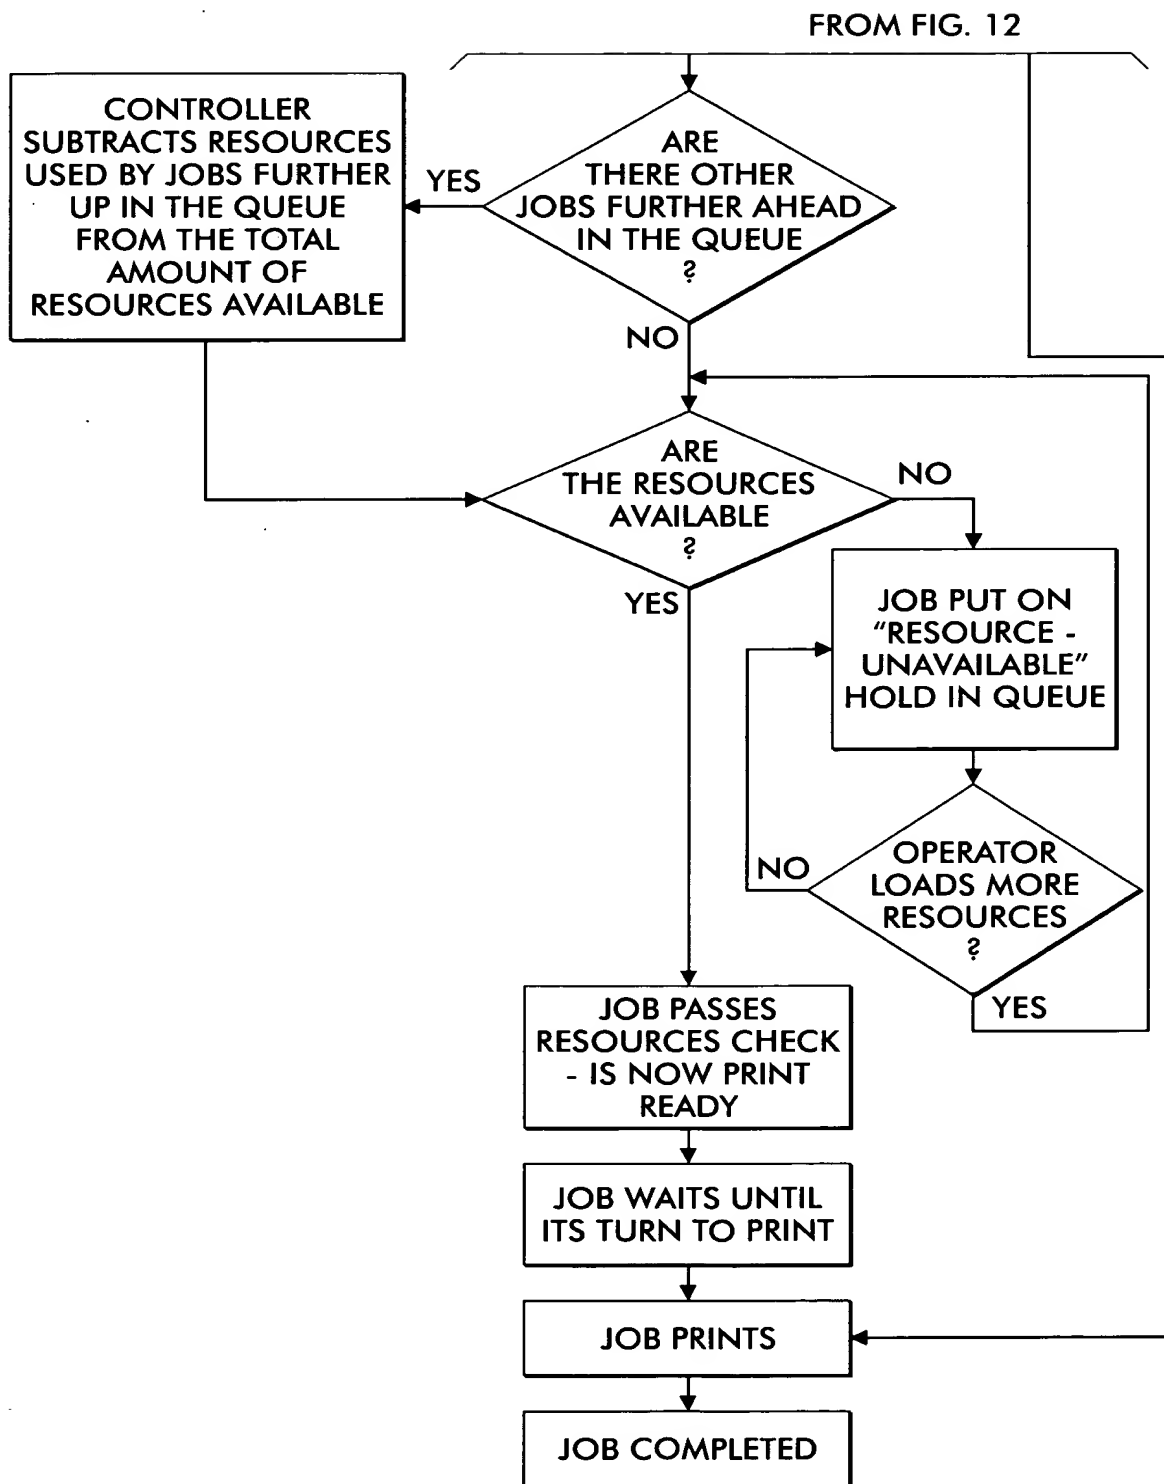 FROM FIG. 12
CONTROLLER
SUBTRACTS RESOURCES
USED BY JOBS FURTHER
UP IN THE QUEUE
FROM THE TOTAL
AMOUNT OF
RESOURCES AVAILABLE
YES
ARE
THERE OTHER
JOBS FURTHER AHEAD
IN THE QUEUE
?
NO
ARE
THE RESOURCES
AVAILABLE
?
NO
YES
JOB PUT ON
"RESOURCE -
UNAVAILABLE"
HOLD IN QUEUE
NO
OPERATOR
LOADS MORE
RESOURCES
?
YES
JOB PASSES
RESOURCES CHECK
- IS NOW PRINT
READY
JOB WAITS UNTIL
ITS TURN TO PRINT
JOB PRINTS
JOB COMPLETED